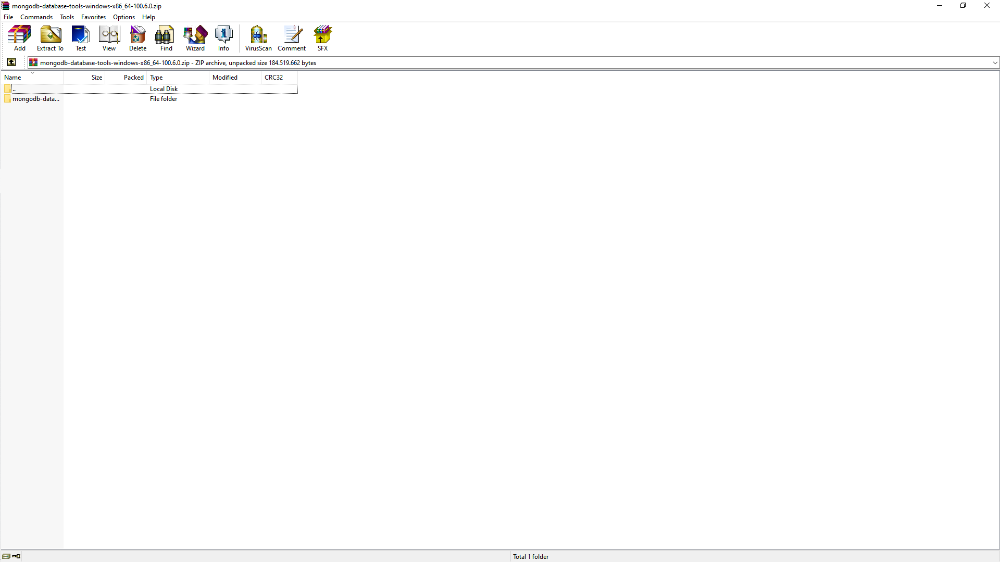 mongodb-database-tools-windows-x86_64-100.6.0.zip
File Commands Tools Favorites Options Help
Add Extract To Test View Delete Find Wizard Info VirusScan Comment SFX
mongodb-database-tools-windows-x86_64-100.6.0.zip - ZIP archive, unpacked size 184.519.662 bytes
Name Size Packed Type Modified CRC32
.. Local Disk
mongodb-data... File folder
Total 1 folder